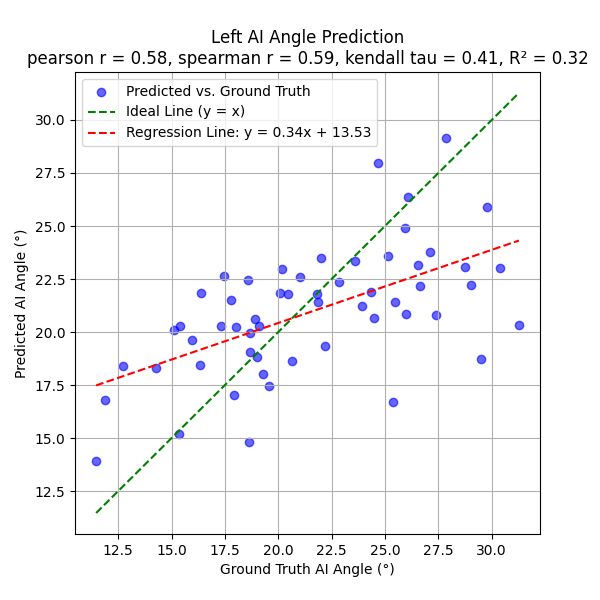 Left AI Angle Prediction
pearson r = 0.58, spearman r = 0.59, kendall tau = 0.41, R² = 0.32
Predicted vs. Ground Truth
Ideal Line (y = x)
Regression Line: y = 0.34x + 13.53
Predicted AI Angle (°)
30.0
27.5
25.0
22.5
20.0
17.5
15.0
12.5
12.5 15.0 17.5 20.0 22.5 25.0 27.5 30.0
Ground Truth AI Angle (°)